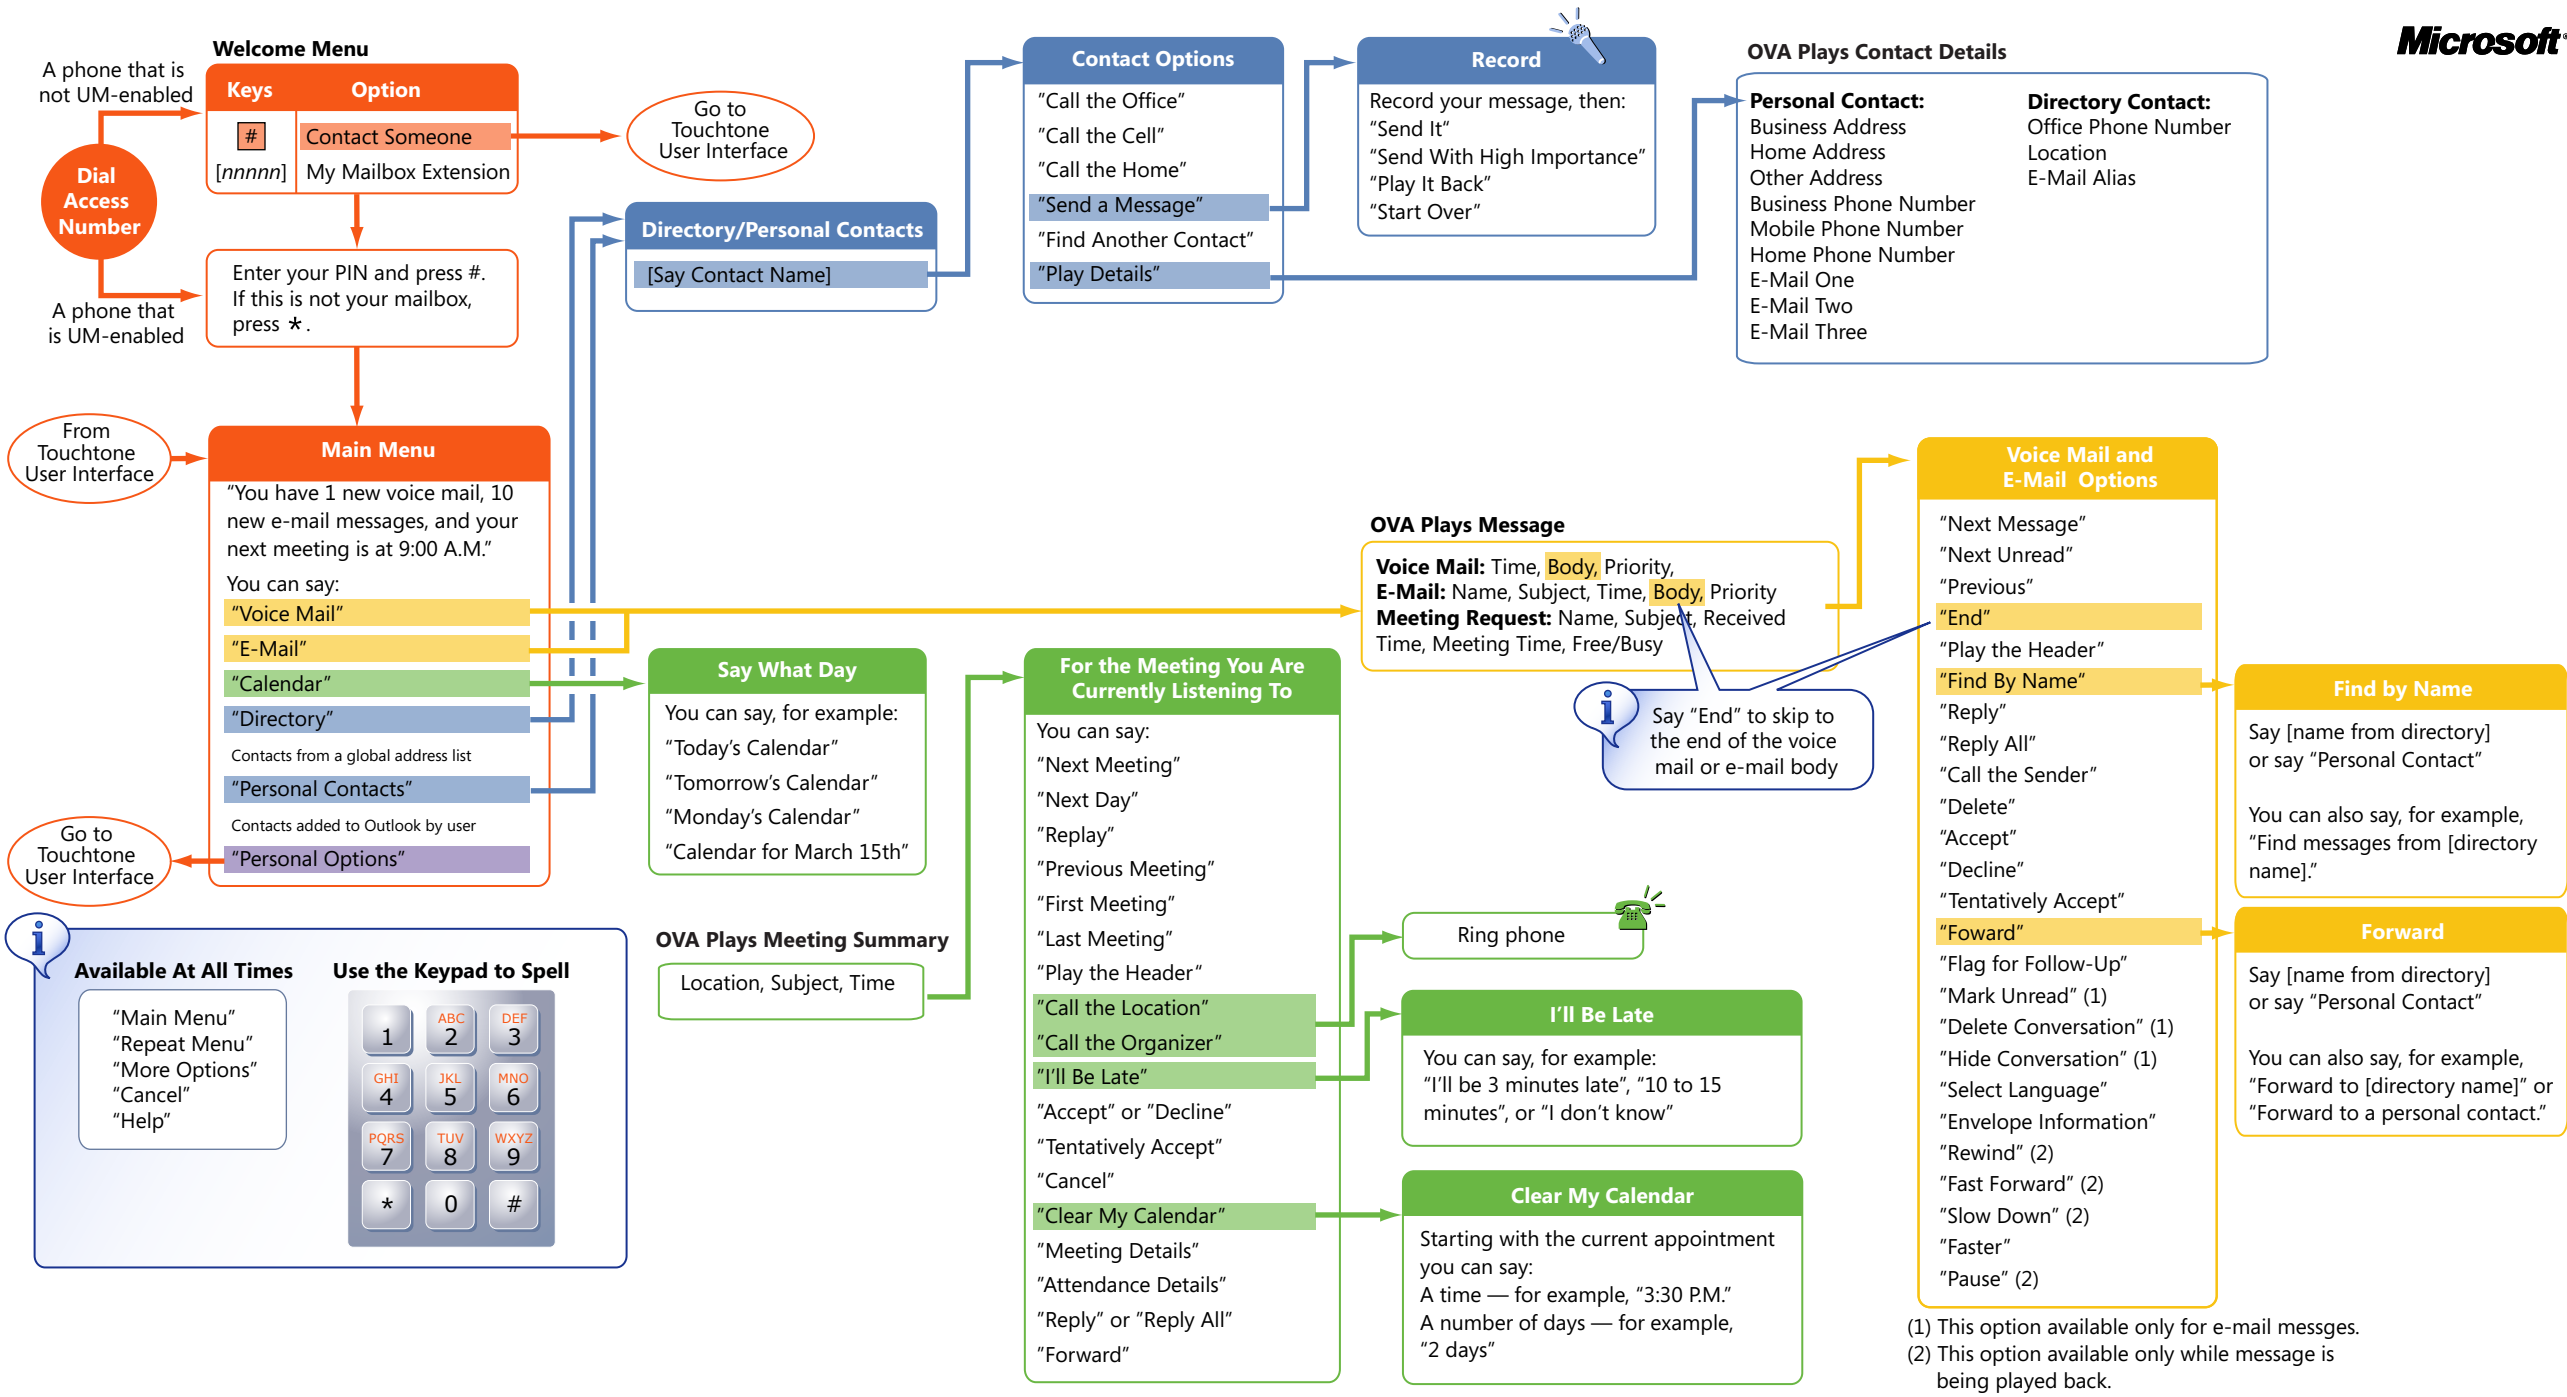 Microsoft®
Welcome Menu
A phone that is
not UM-enabled
Keys Option
# Contact Someone
[nnnnn] My Mailbox Extension
Dial
Access
Number
A phone that
is UM-enabled
Enter your PIN and press #.
If this is not your mailbox,
press *.
Go to
Touchtone
User Interface
Directory/Personal Contacts
[Say Contact Name]
Contact Options
"Call the Office"
"Call the Cell"
"Call the Home"
"Send a Message"
"Find Another Contact"
"Play Details"
Record
Record your message, then:
"Send It"
"Send With High Importance"
"Play It Back"
"Start Over"
OVA Plays Contact Details
Personal Contact:
Business Address
Home Address
Other Address
Business Phone Number
Mobile Phone Number
Home Phone Number
E-Mail One
E-Mail Two
E-Mail Three
Directory Contact:
Office Phone Number
Location
E-Mail Alias
From
Touchtone
User Interface
Main Menu
"You have 1 new voice mail, 10
new e-mail messages, and your
next meeting is at 9:00 A.M."
You can say:
"Voice Mail"
"E-Mail"
"Calendar"
"Directory"
Contacts from a global address list
"Personal Contacts"
Contacts added to Outlook by user
"Personal Options"
Go to
Touchtone
User Interface
Say What Day
You can say, for example:
"Today's Calendar"
"Tomorrow's Calendar"
"Monday's Calendar"
"Calendar for March 15th"
OVA Plays Meeting Summary
Location, Subject, Time
For the Meeting You Are
Currently Listening To
You can say:
"Next Meeting"
"Next Day"
"Replay"
"Previous Meeting"
"First Meeting"
"Last Meeting"
"Play the Header"
"Call the Location"
"Call the Organizer"
"I'll Be Late"
"Accept" or "Decline"
"Tentatively Accept"
"Cancel"
"Clear My Calendar"
"Meeting Details"
"Attendance Details"
"Reply" or "Reply All"
"Forward"
Ring phone
I'll Be Late
You can say, for example:
"I'll be 3 minutes late", "10 to 15
minutes", or "I don't know"
Clear My Calendar
Starting with the current appointment
you can say:
A time — for example, "3:30 P.M."
A number of days — for example,
"2 days"
OVA Plays Message
Voice Mail: Time, Body, Priority,
E-Mail: Name, Subject, Time, Body, Priority
Meeting Request: Name, Subject, Received
Time, Meeting Time, Free/Busy
i
Say "End" to skip to
the end of the voice
mail or e-mail body
Voice Mail and
E-Mail Options
"Next Message"
"Next Unread"
"Previous"
"End"
"Play the Header"
"Find By Name"
"Reply"
"Reply All"
"Call the Sender"
"Delete"
"Accept"
"Decline"
"Tentatively Accept"
"Foward"
"Flag for Follow-Up"
"Mark Unread" (1)
"Delete Conversation" (1)
"Hide Conversation" (1)
"Select Language"
"Envelope Information"
"Rewind" (2)
"Fast Forward" (2)
"Slow Down" (2)
"Faster"
"Pause" (2)
(1) This option available only for e-mail messges.
(2) This option available only while message is
being played back.
Find by Name
Say [name from directory]
or say "Personal Contact"
You can also say, for example,
"Find messages from [directory
name]."
Forward
Say [name from directory]
or say "Personal Contact"
You can also say, for example,
"Forward to [directory name]" or
"Forward to a personal contact."
i
Available At All Times
"Main Menu"
"Repeat Menu"
"More Options"
"Cancel"
"Help"
Use the Keypad to Spell
ABC DEF
1 2 3
GHI JKL MNO
4 5 6
PQRS TUV WXYZ
7 8 9
* 0 #